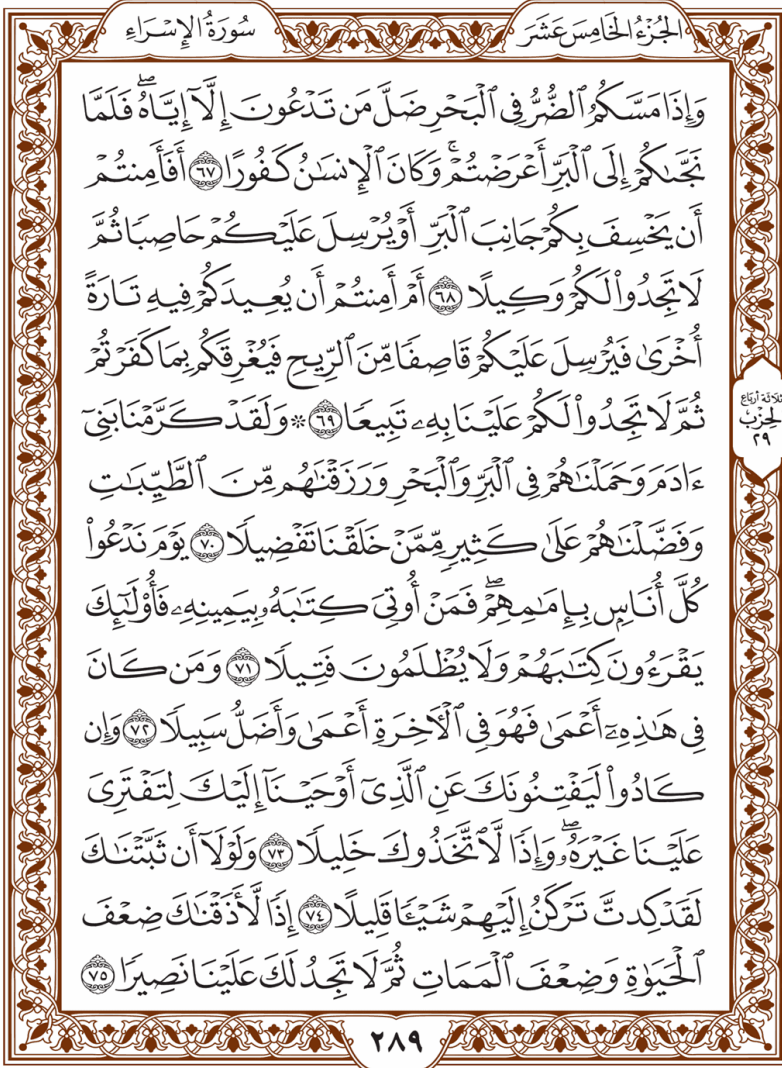 الجُزْءُ الخَامِسَ عَشَرَ
سُورَةُ الإِسْرَاءِ
وَإِذَا مَسَّكُمُ ٱلضُّرُّ فِي ٱلْبَحْرِ ضَلَّ مَن تَدْعُونَ إِلَّآ إِيَّاهُۖ فَلَمَّا
نَجَّىٰكُمْ إِلَى ٱلْبَرِّ أَعْرَضْتُمْۚ وَكَانَ ٱلْإِنسَٰنُ كَفُورًا ٦٧ أَفَأَمِنتُمْ
أَن يَخْسِفَ بِكُمْ جَانِبَ ٱلْبَرِّ أَوْ يُرْسِلَ عَلَيْكُمْ حَاصِبًا ثُمَّ
لَا تَجِدُوا۟ لَكُمْ وَكِيلًا ٦٨ أَمْ أَمِنتُمْ أَن يُعِيدَكُمْ فِيهِ تَارَةً
أُخْرَىٰ فَيُرْسِلَ عَلَيْكُمْ قَاصِفًا مِّنَ ٱلرِّيحِ فَيُغْرِقَكُم بِمَا كَفَرْتُمْ
ثُمَّ لَا تَجِدُوا۟ لَكُمْ عَلَيْنَا بِهِۦ تَبِيعًا ٦٩ ۞ وَلَقَدْ كَرَّمْنَا بَنِىٓ
ءَادَمَ وَحَمَلْنَٰهُمْ فِي ٱلْبَرِّ وَٱلْبَحْرِ وَرَزَقْنَٰهُم مِّنَ ٱلطَّيِّبَٰتِ
وَفَضَّلْنَٰهُمْ عَلَىٰ كَثِيرٍ مِّمَّنْ خَلَقْنَا تَفْضِيلًا ٧٠ يَوْمَ نَدْعُوا۟
كُلَّ أُنَاسٍۭ بِإِمَٰمِهِمْۖ فَمَنْ أُوتِىَ كِتَٰبَهُۥ بِيَمِينِهِۦ فَأُو۟لَٰٓئِكَ
يَقْرَءُونَ كِتَٰبَهُمْ وَلَا يُظْلَمُونَ فَتِيلًا ٧١ وَمَن كَانَ
فِي هَٰذِهِۦٓ أَعْمَىٰ فَهُوَ فِي ٱلْأَخِرَةِ أَعْمَىٰ وَأَضَلُّ سَبِيلًا ٧٢ وَإِن
كَادُوا۟ لَيَفْتِنُونَكَ عَنِ ٱلَّذِىٓ أَوْحَيْنَآ إِلَيْكَ لِتَفْتَرِىَ
عَلَيْنَا غَيْرَهُۥۖ وَإِذًا لَّٱتَّخَذُوكَ خَلِيلًا ٧٣ وَلَوْلَآ أَن ثَبَّتْنَٰكَ
لَقَدْ كِدتَّ تَرْكَنُ إِلَيْهِمْ شَيْـًٔا قَلِيلًا ٧٤ إِذًا لَّأَذَقْنَٰكَ ضِعْفَ
ٱلْحَيَوٰةِ وَضِعْفَ ٱلْمَمَاتِ ثُمَّ لَا تَجِدُ لَكَ عَلَيْنَا نَصِيرًا ٧٥
ثَلَاثَة أَرْبَاع
الحِزْب
٢٩
٢٨٩